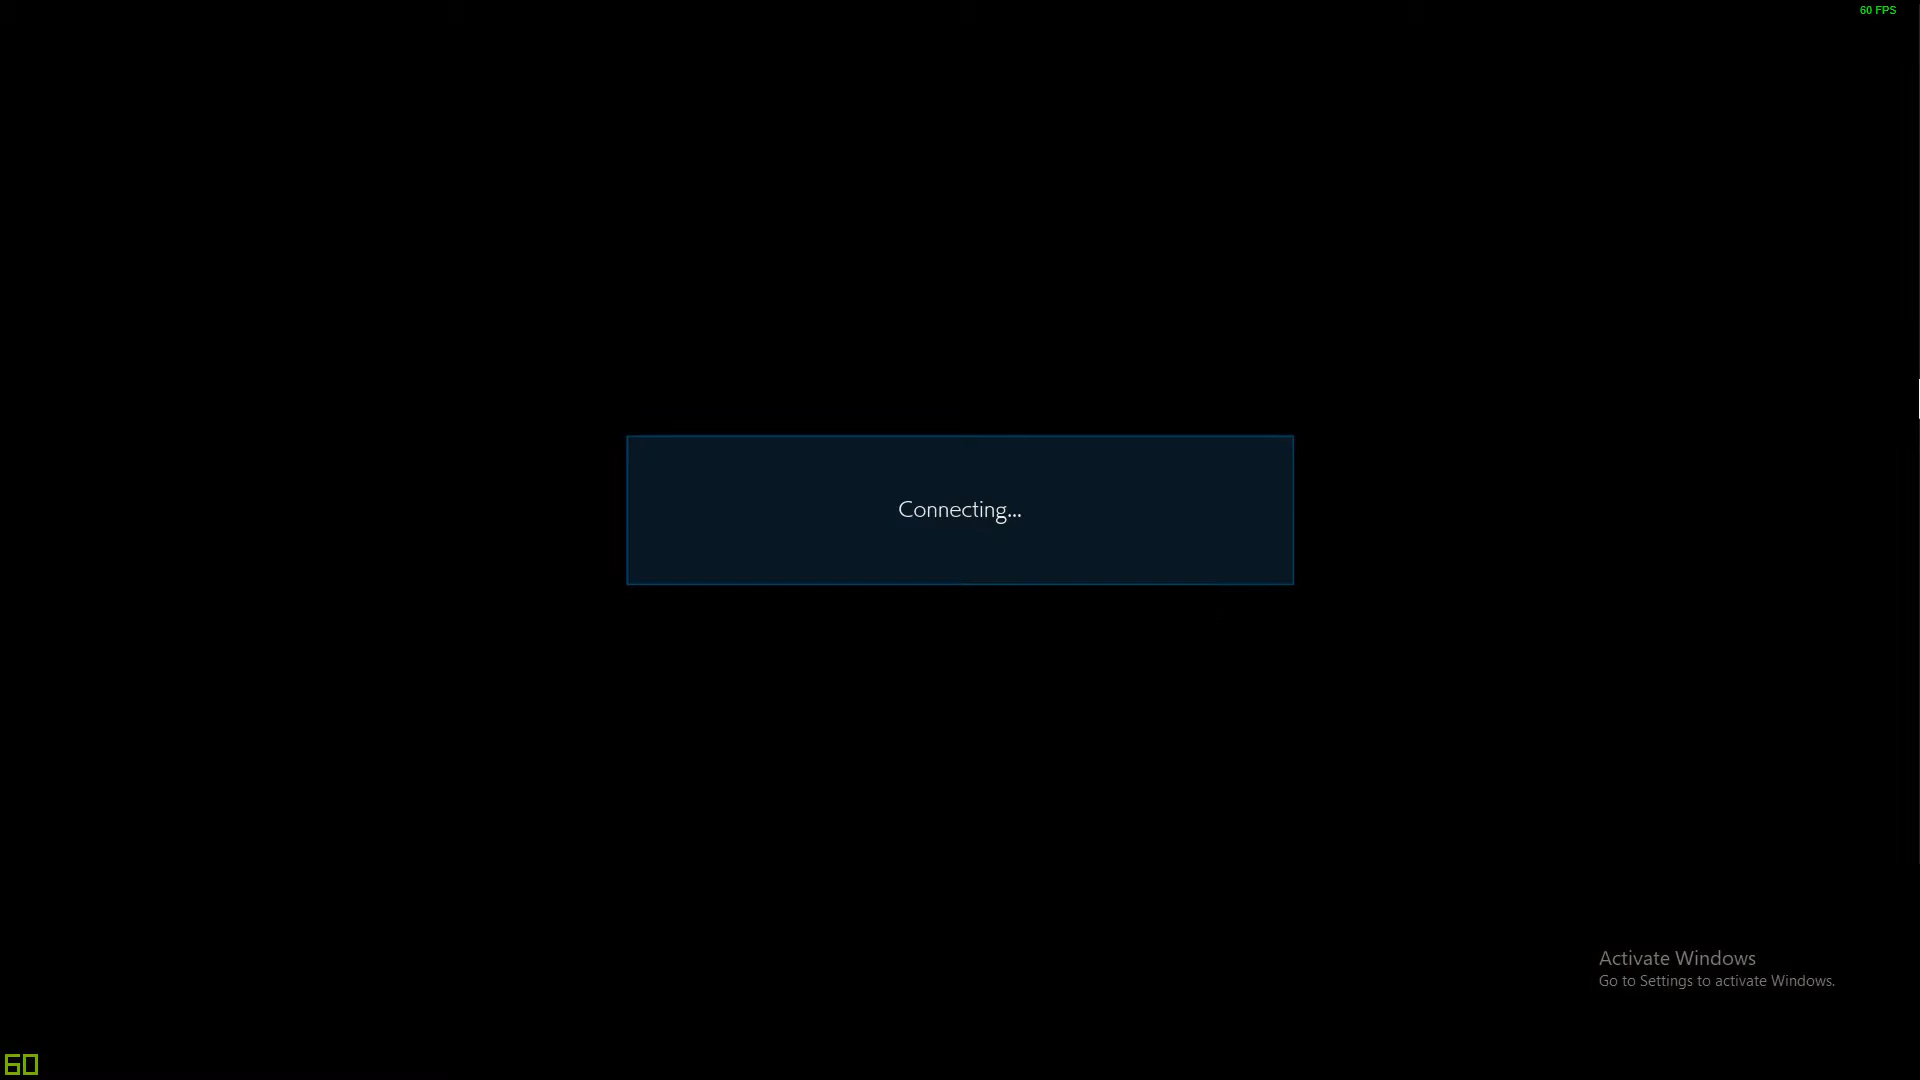 60 FPS
Connecting...
Activate Windows
Go to Settings to activate Windows.
60